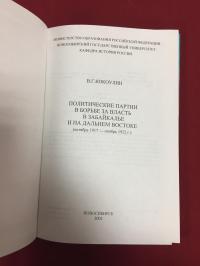 МИНИСТЕРСТВО ОБРАЗОВАНИЯ РОССИЙСКОЙ ФЕДЕРАЦИИ
НОВОСИБИРСКИЙ ГОСУДАРСТВЕННЫЙ УНИВЕРСИТЕТ
КАФЕДРА ИСТОРИИ РОССИИ
В.Г. КОКОУЛИН
ПОЛИТИЧЕСКИЕ ПАРТИИ
В БОРЬБЕ ЗА ВЛАСТЬ
В ЗАБАЙКАЛЬЕ
И НА ДАЛЬНЕМ ВОСТОКЕ
(октябрь 1917 — ноябрь 1922 г.)
НОВОСИБИРСК